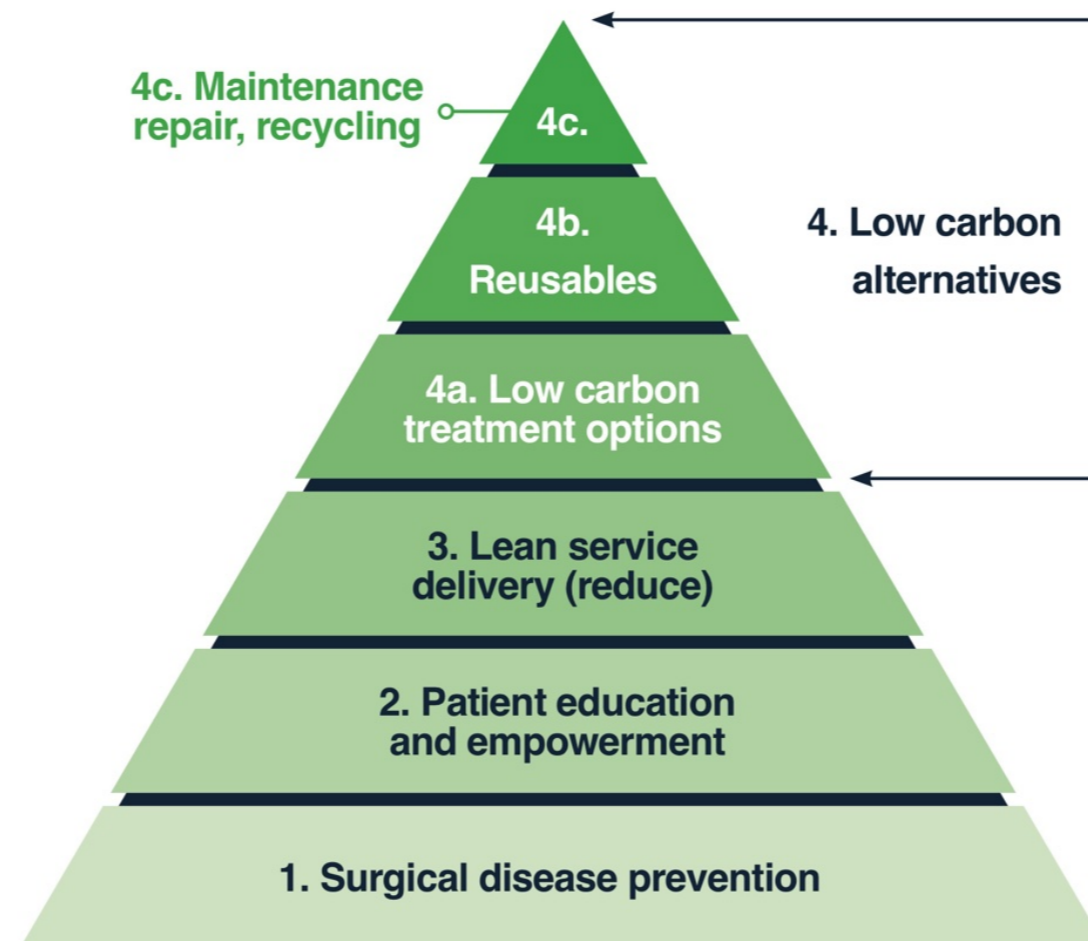 4c. Maintenance
repair, recycling
4c.
4b.
Reusables
4. Low carbon
alternatives
4a. Low carbon
treatment options
3. Lean service
delivery (reduce)
2. Patient education
and empowerment
1. Surgical disease prevention